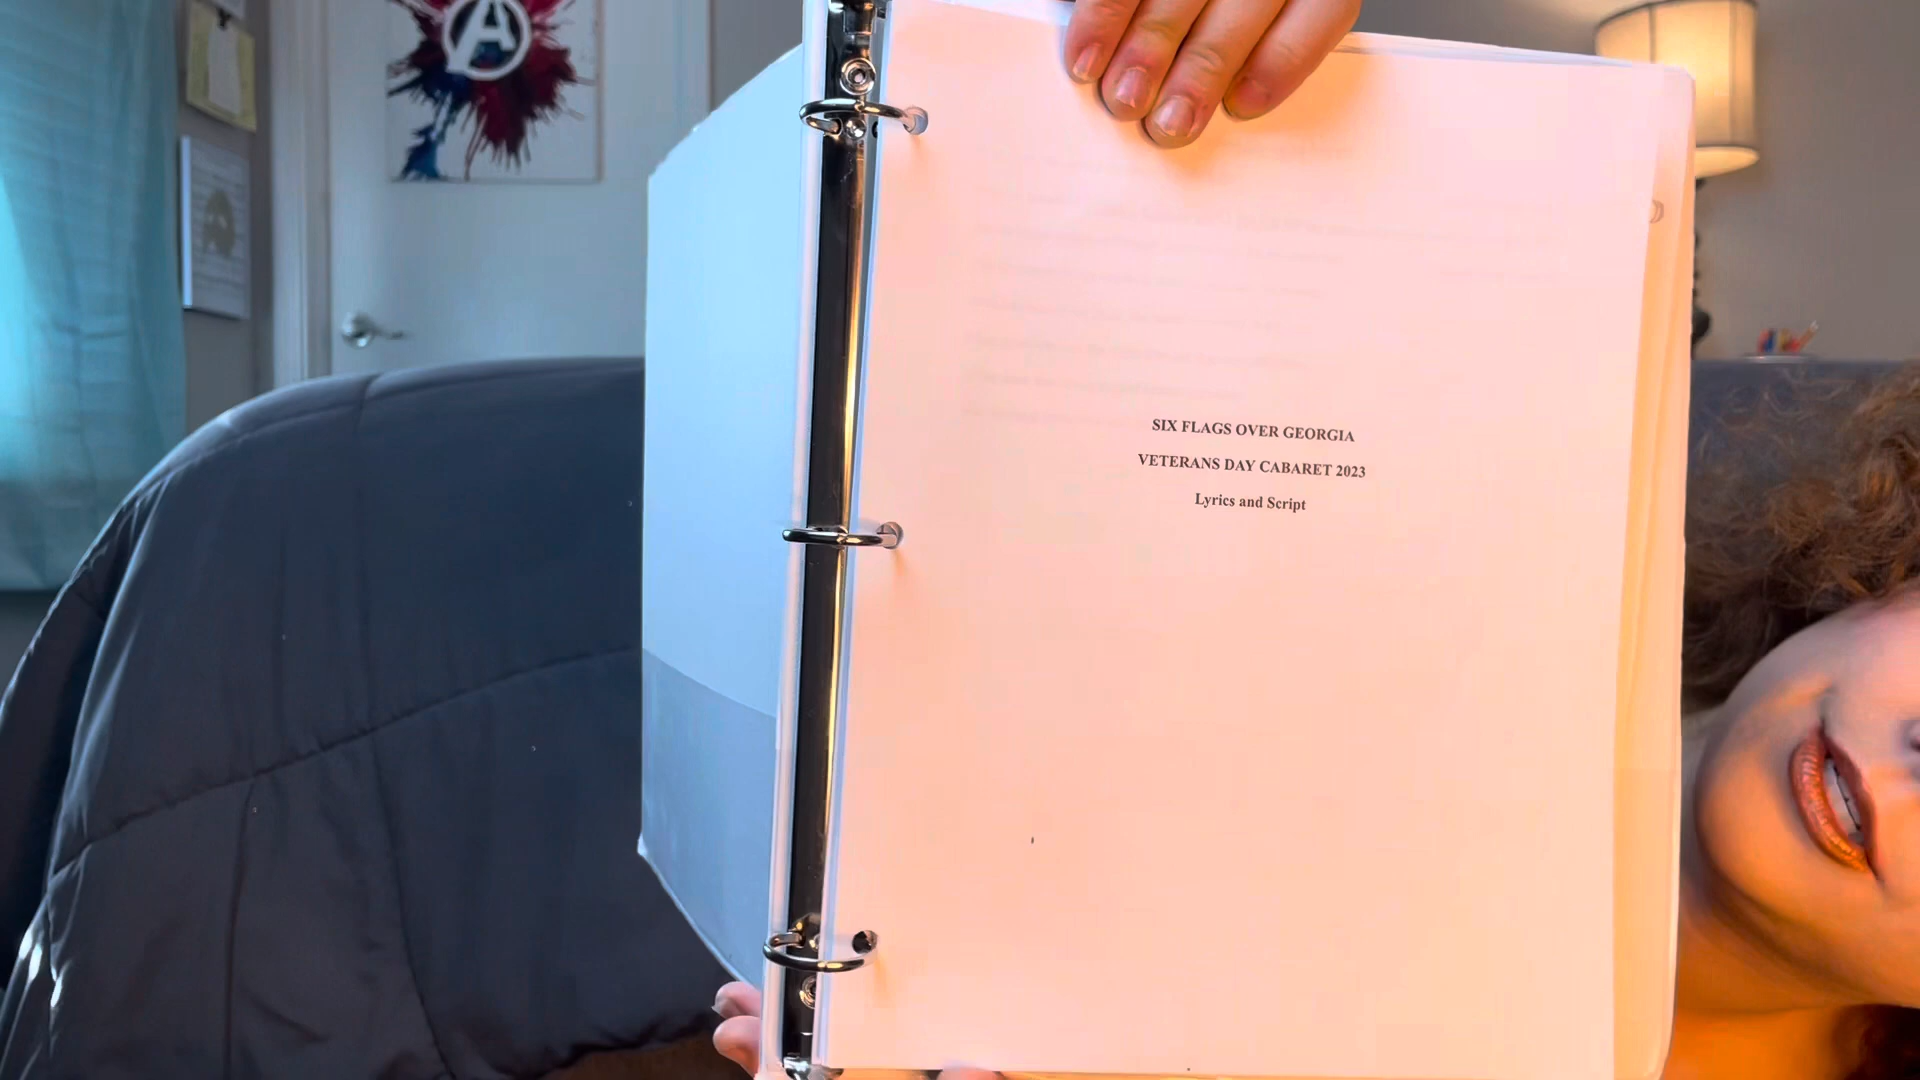 SIX FLAGS OVER GEORGIA
VETERANS DAY CABARET 2023
Lyrics and Script